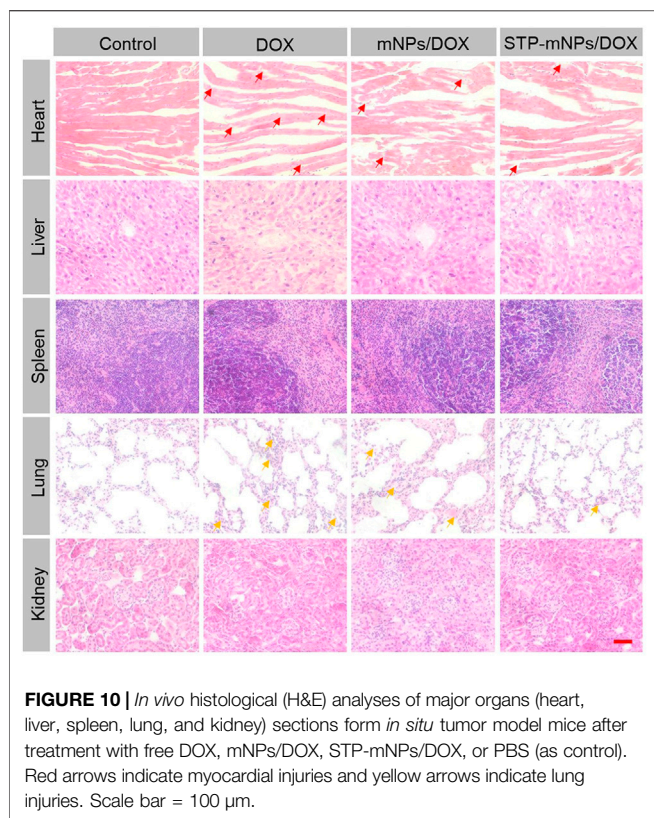 Control DOX mNPs/DOX STP-mNPs/DOX
Heart
Liver
Spleen
Lung
Kidney
FIGURE 10 | In vivo histological (H&E) analyses of major organs (heart,
liver, spleen, lung, and kidney) sections form in situ tumor model mice after
treatment with free DOX, mNPs/DOX, STP-mNPs/DOX, or PBS (as control).
Red arrows indicate myocardial injuries and yellow arrows indicate lung
injuries. Scale bar = 100 µm.